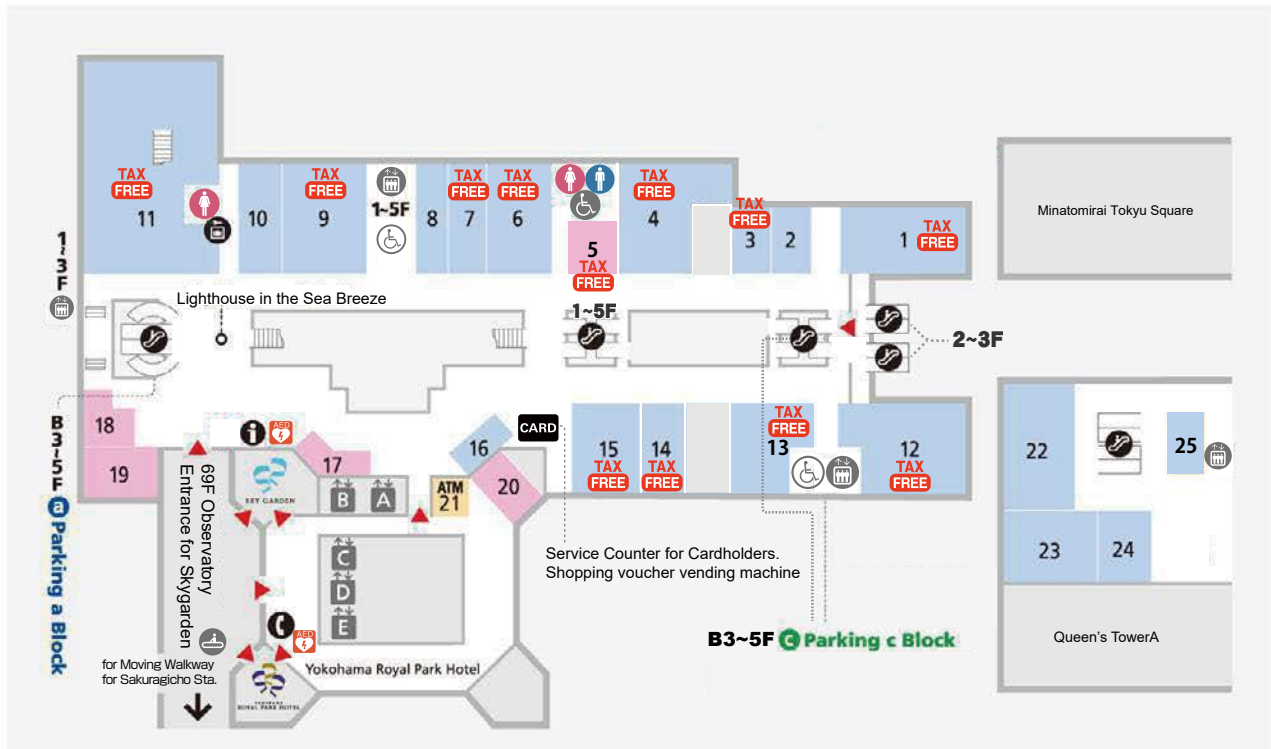 TAX
FREE
11
10
TAX
FREE
9
1~5F
8
TAX
FREE
7
TAX
FREE
6
5
TAX
FREE
TAX
FREE
4
TAX
FREE
3
2
1
TAX
FREE
Minatomirai Tokyu Square
1~3F
Lighthouse in the Sea Breeze
1~5F
2~3F
B3~5F
a Parking a Block
18
19
69F Observatory
Entrance for Skygarden
i
AED
SKY GARDEN
17
B
A
16
CARD
ATM
21
20
15
TAX
FREE
14
TAX
FREE
TAX
FREE
13
12
TAX
FREE
22
25
23
24
C
D
E
AED
Service Counter for Cardholders.
Shopping voucher vending machine
B3~5F C Parking c Block
Queen's TowerA
for Moving Walkway
for Sakuragicho Sta.
Yokohama Royal Park Hotel
ROYAL PARK HOTEL